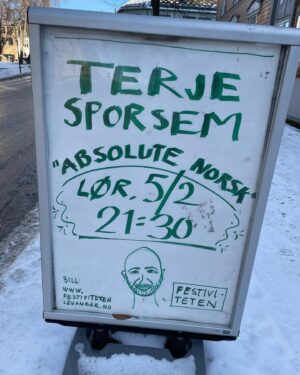 TERJE
SPORSEM
"ABSOLUTE NORSK"
LØR. 5/2
21:30
BILL:
WWW.
FESTIVITETEN
LEVANGER.NO
FESTIVI-
TETEN